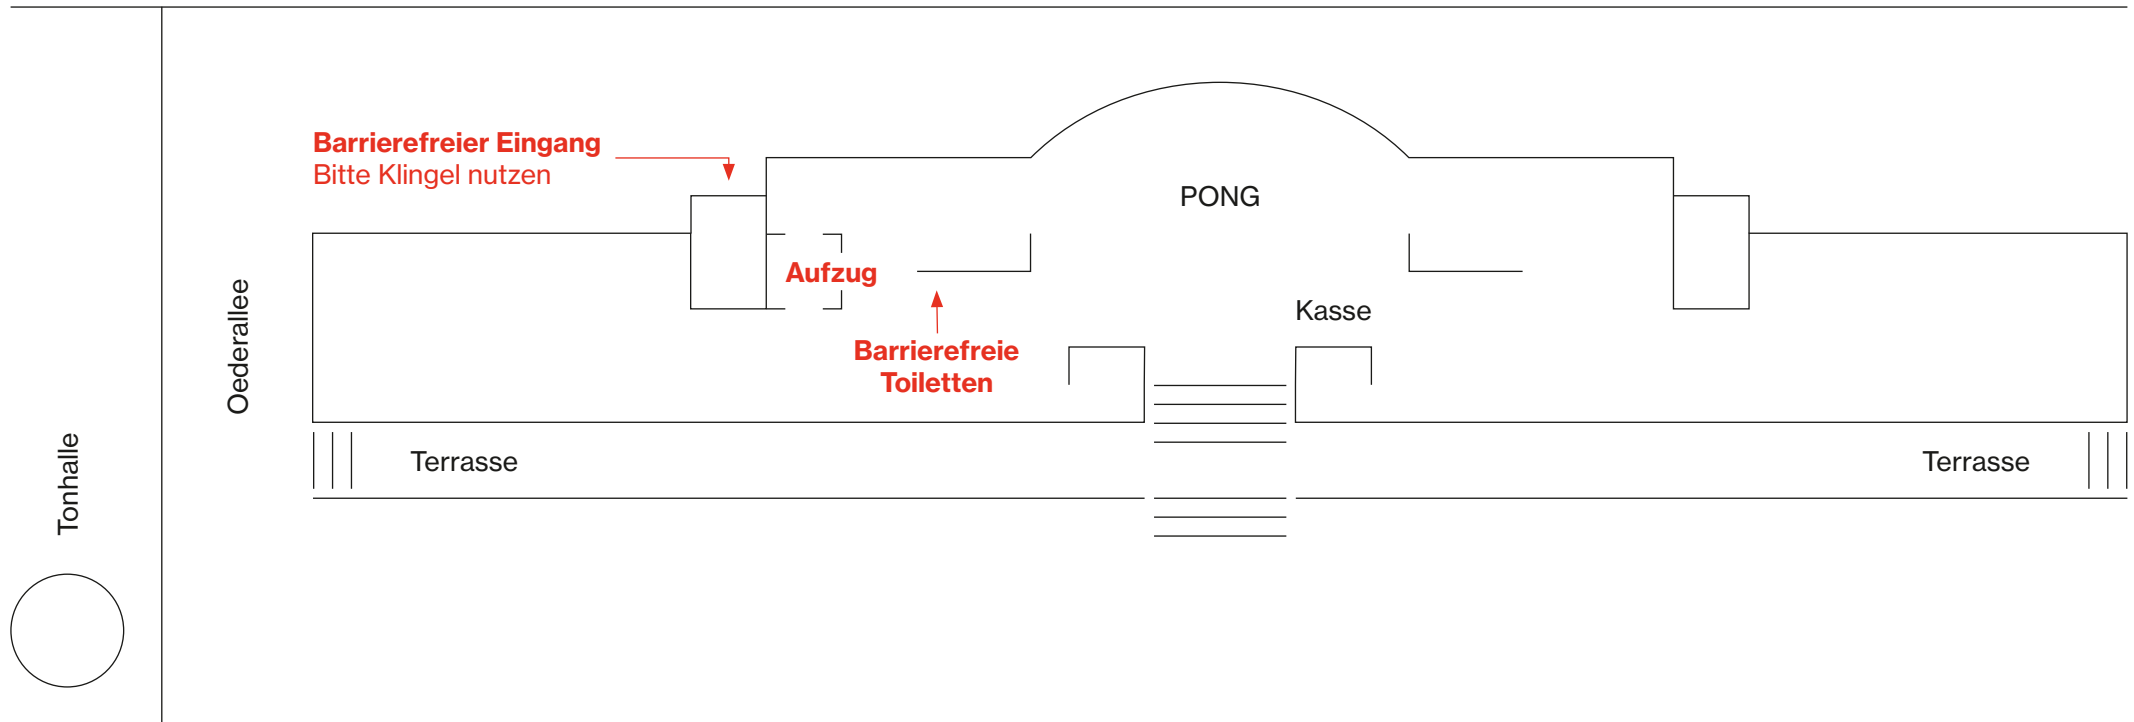 Barrierefreier Eingang
Bitte Klingel nutzen
PONG
Aufzug
Kasse
Barrierefreie
Toiletten
Oederallee
Terrasse
Terrasse
Tonhalle